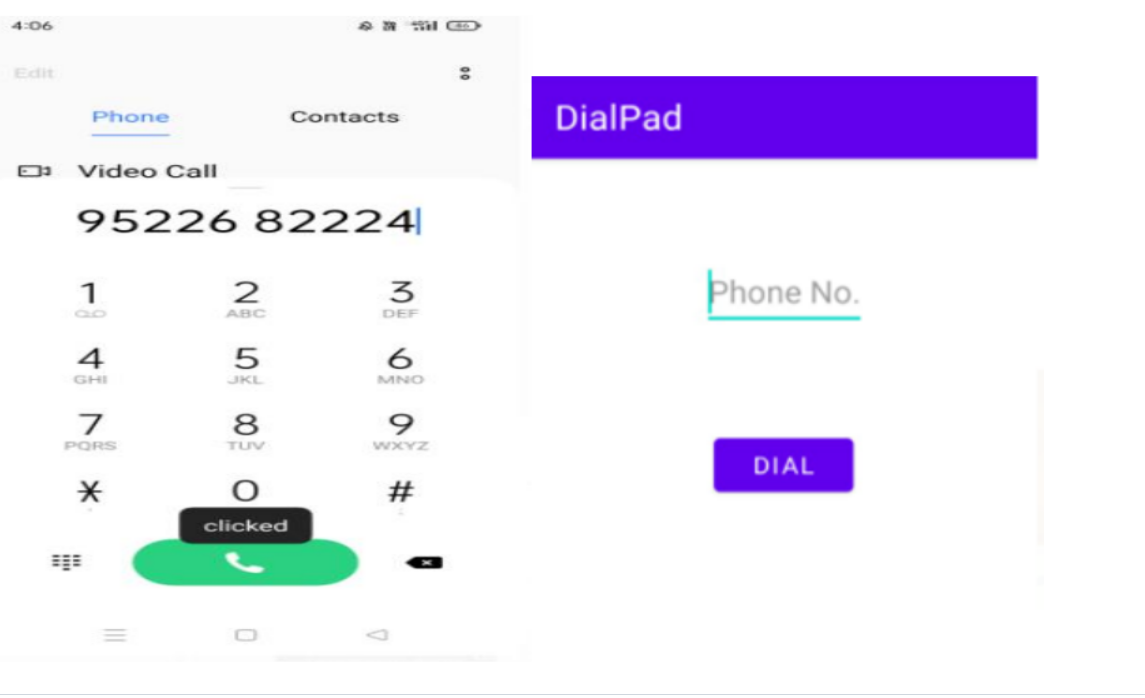 4:06
86
Edit
Phone Contacts
Video Call
95226 82224
1 2 3
ABC DEF
4 5 6
GHI JKL MNO
7 8 9
PQRS TUV WXYZ
* 0 #
clicked
DialPad
Phone No.
DIAL